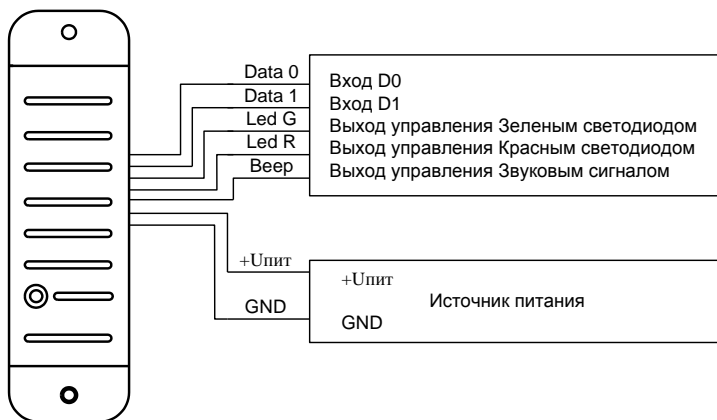 Data 0
Data 1
Led G
Led R
Beep
Вход D0
Вход D1
Выход управления Зеленым светодиодом
Выход управления Красным светодиодом
Выход управления Звуковым сигналом
+Uпит
GND
+Uпит
Источник питания
GND